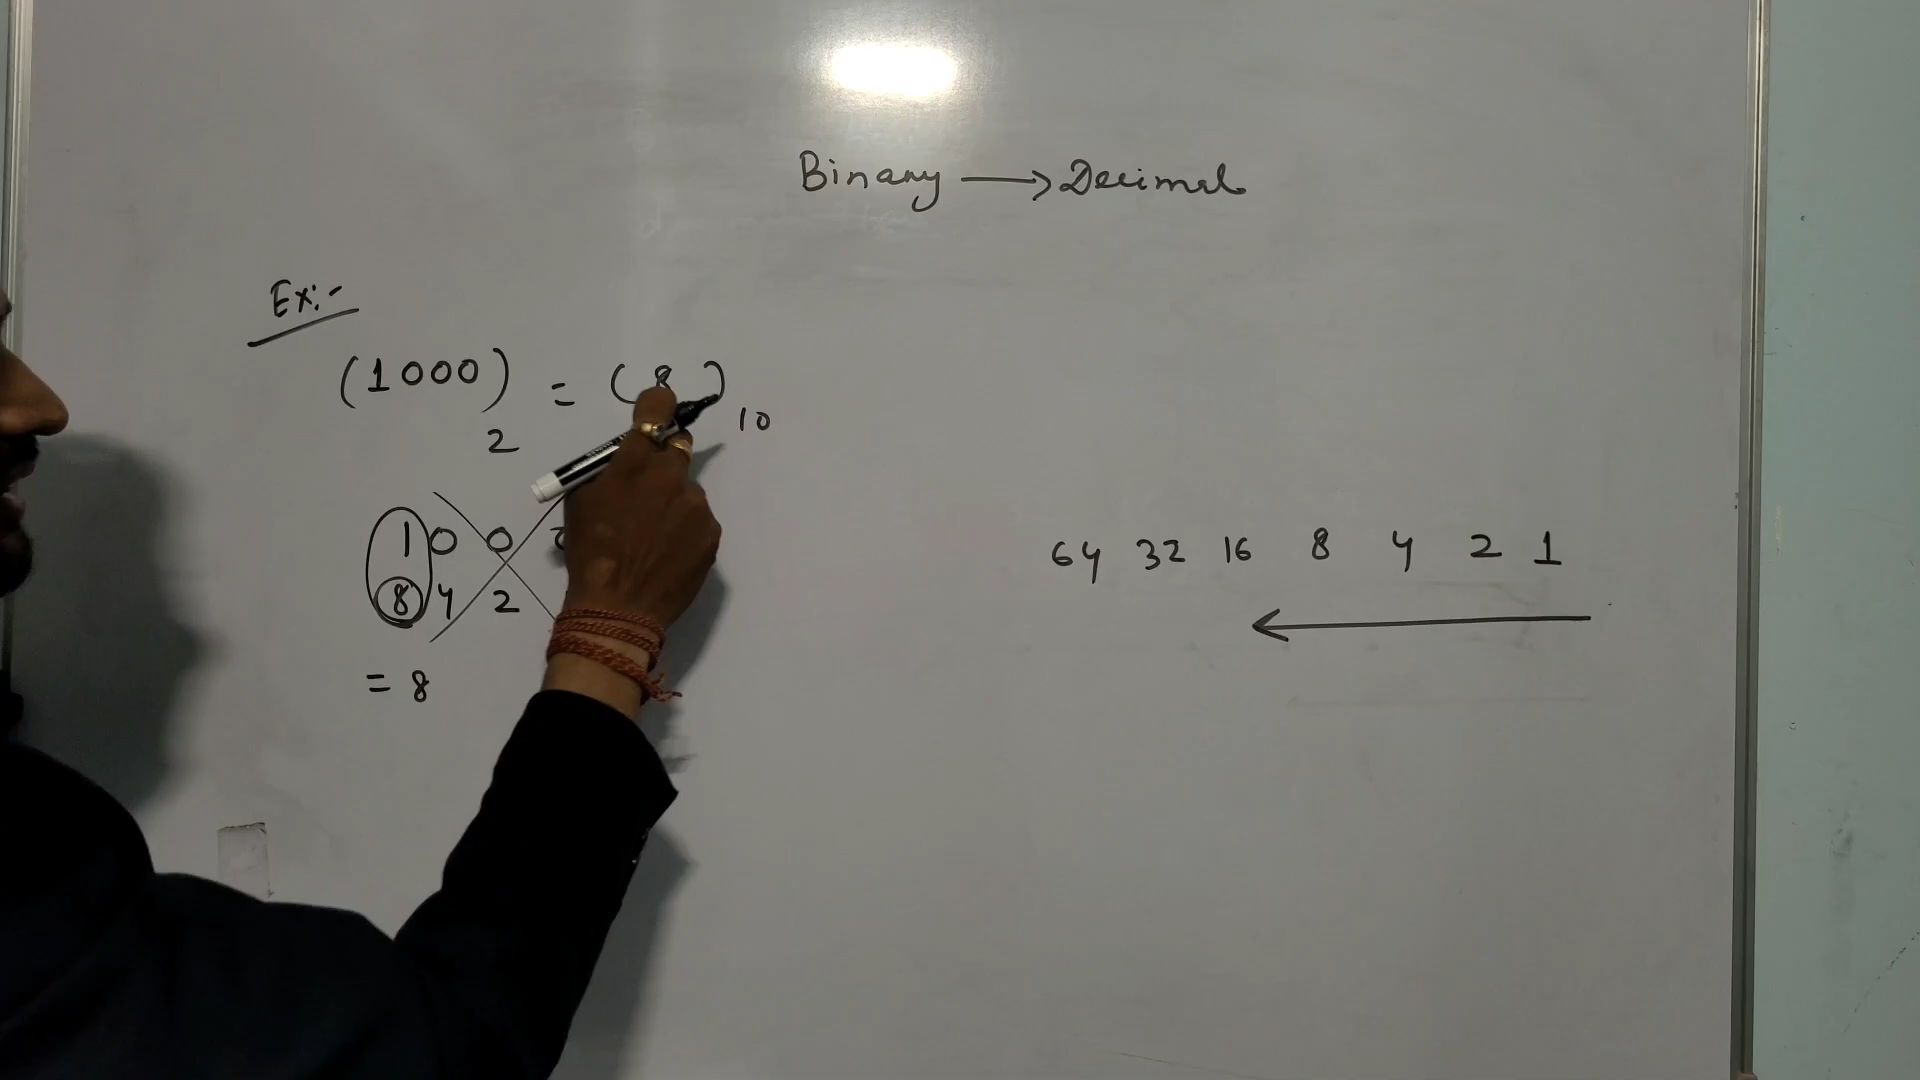 Binary → Decimal
Ex:-
(1000)2 = (8)10
1 0 0
8 4 2
= 8
64 32 16 8 4 2 1